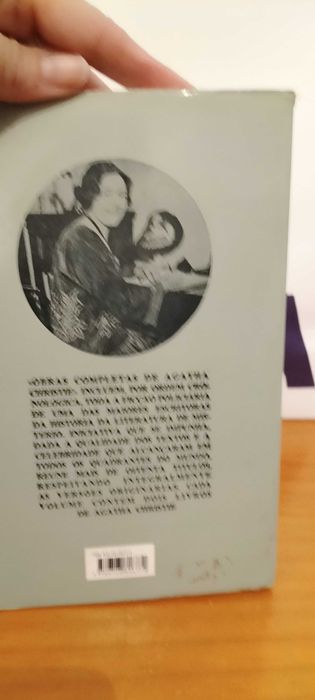 «OBRAS COMPLETAS DE AGATHA
CHRISTIE» INCLUEM, POR ORDEM CRO-
NOLÓGICA, TODA A FICÇÃO POLICIÁRIA
DE UMA DAS MAIORES ESCRITORAS
DA HISTÓRIA DA LITERATURA DE MIS-
TÉRIO. INICIATIVA QUE SE IMPUNHA,
DADA A QUALIDADE DOS TEXTOS E A
CELEBRIDADE QUE ALCANÇARAM EM
TODOS OS QUADRANTES DO MUNDO,
REÚNE MAIS DE OITENTA TÍTULOS,
RESPEITANDO INTEGRALMENTE
AS VERSÕES ORIGINÁRIAS. CADA
VOLUME CONTÉM DOIS LIVROS
DE AGATHA CHRISTIE